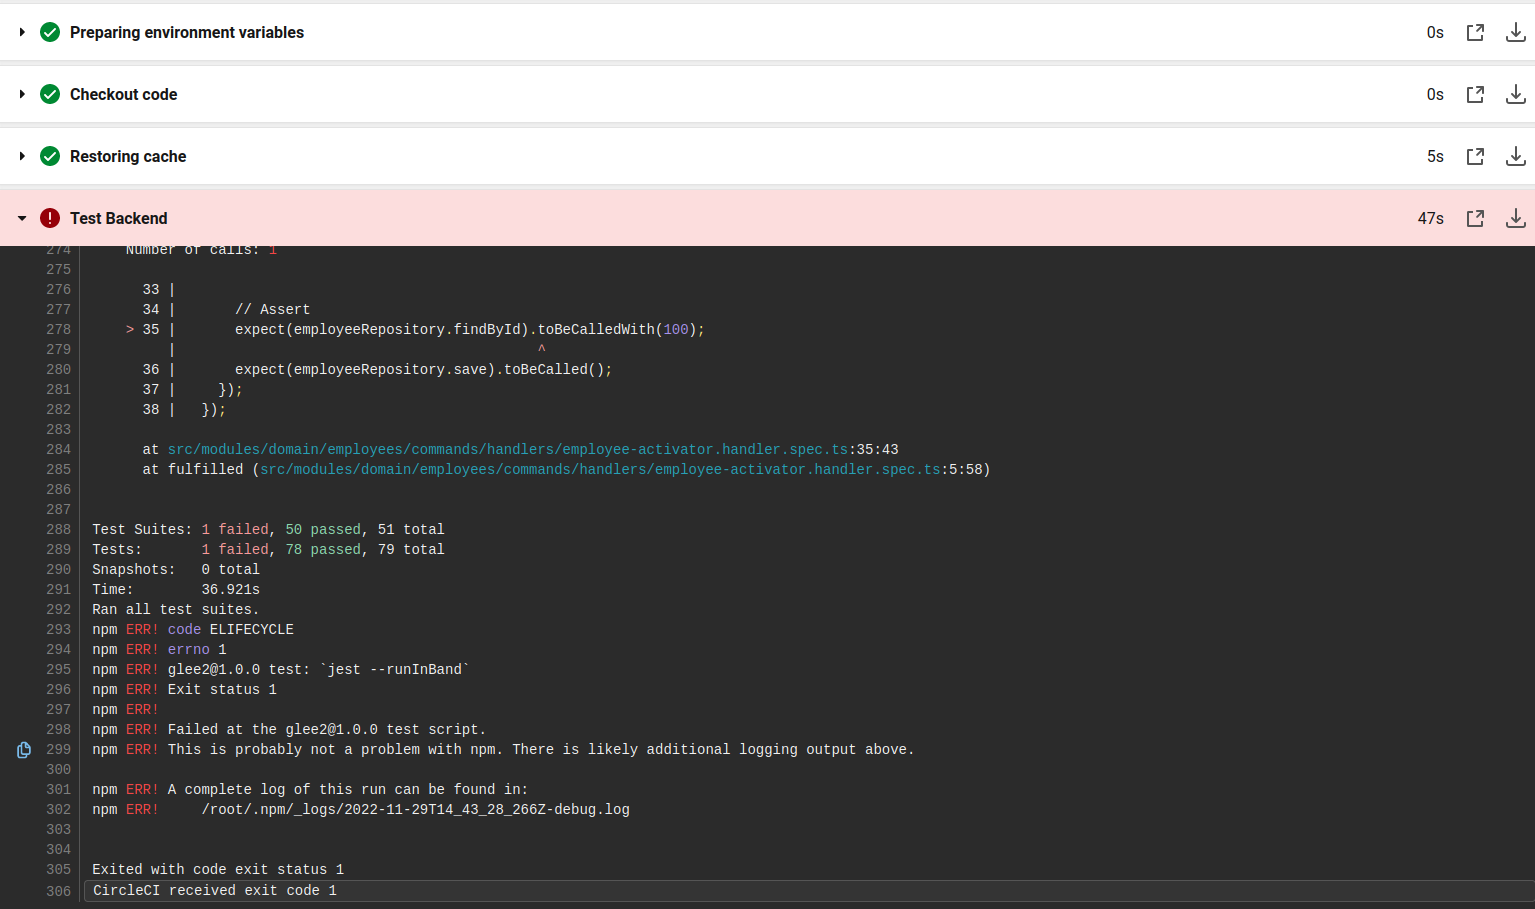 Preparing environment variables 0s
Checkout code 0s
Restoring cache 5s
Test Backend 47s
274 Number of calls: 1
275
276 33 |
277 34 | // Assert
278 > 35 | expect(employeeRepository.findById).toBeCalledWith(100);
279 | ^
280 36 | expect(employeeRepository.save).toBeCalled();
281 37 | });
282 38 | });
283
284 at src/modules/domain/employees/commands/handlers/employee-activator.handler.spec.ts:35:43
285 at fulfilled (src/modules/domain/employees/commands/handlers/employee-activator.handler.spec.ts:5:58)
286
287
288 Test Suites: 1 failed, 50 passed, 51 total
289 Tests: 1 failed, 78 passed, 79 total
290 Snapshots: 0 total
291 Time: 36.921s
292 Ran all test suites.
293 npm ERR! code ELIFECYCLE
294 npm ERR! errno 1
295 npm ERR! glee2@1.0.0 test: `jest --runInBand`
296 npm ERR! Exit status 1
297 npm ERR!
298 npm ERR! Failed at the glee2@1.0.0 test script.
299 npm ERR! This is probably not a problem with npm. There is likely additional logging output above.
300
301 npm ERR! A complete log of this run can be found in:
302 npm ERR! /root/.npm/_logs/2022-11-29T14_43_28_266Z-debug.log
303
304
305 Exited with code exit status 1
306 CircleCI received exit code 1